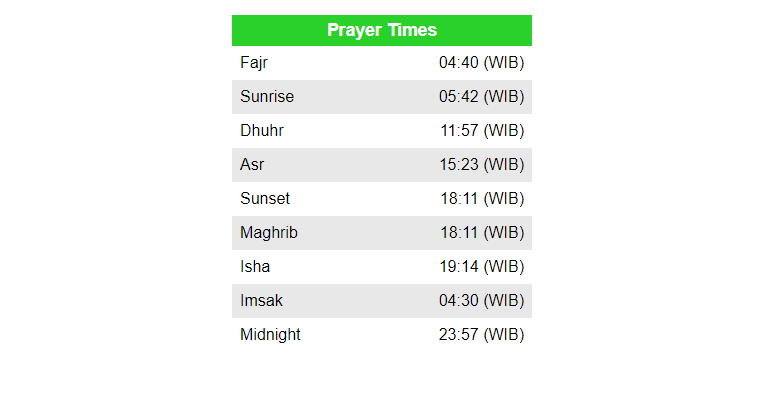 Prayer Times
Fajr 04:40 (WIB)
Sunrise 05:42 (WIB)
Dhuhr 11:57 (WIB)
Asr 15:23 (WIB)
Sunset 18:11 (WIB)
Maghrib 18:11 (WIB)
Isha 19:14 (WIB)
Imsak 04:30 (WIB)
Midnight 23:57 (WIB)